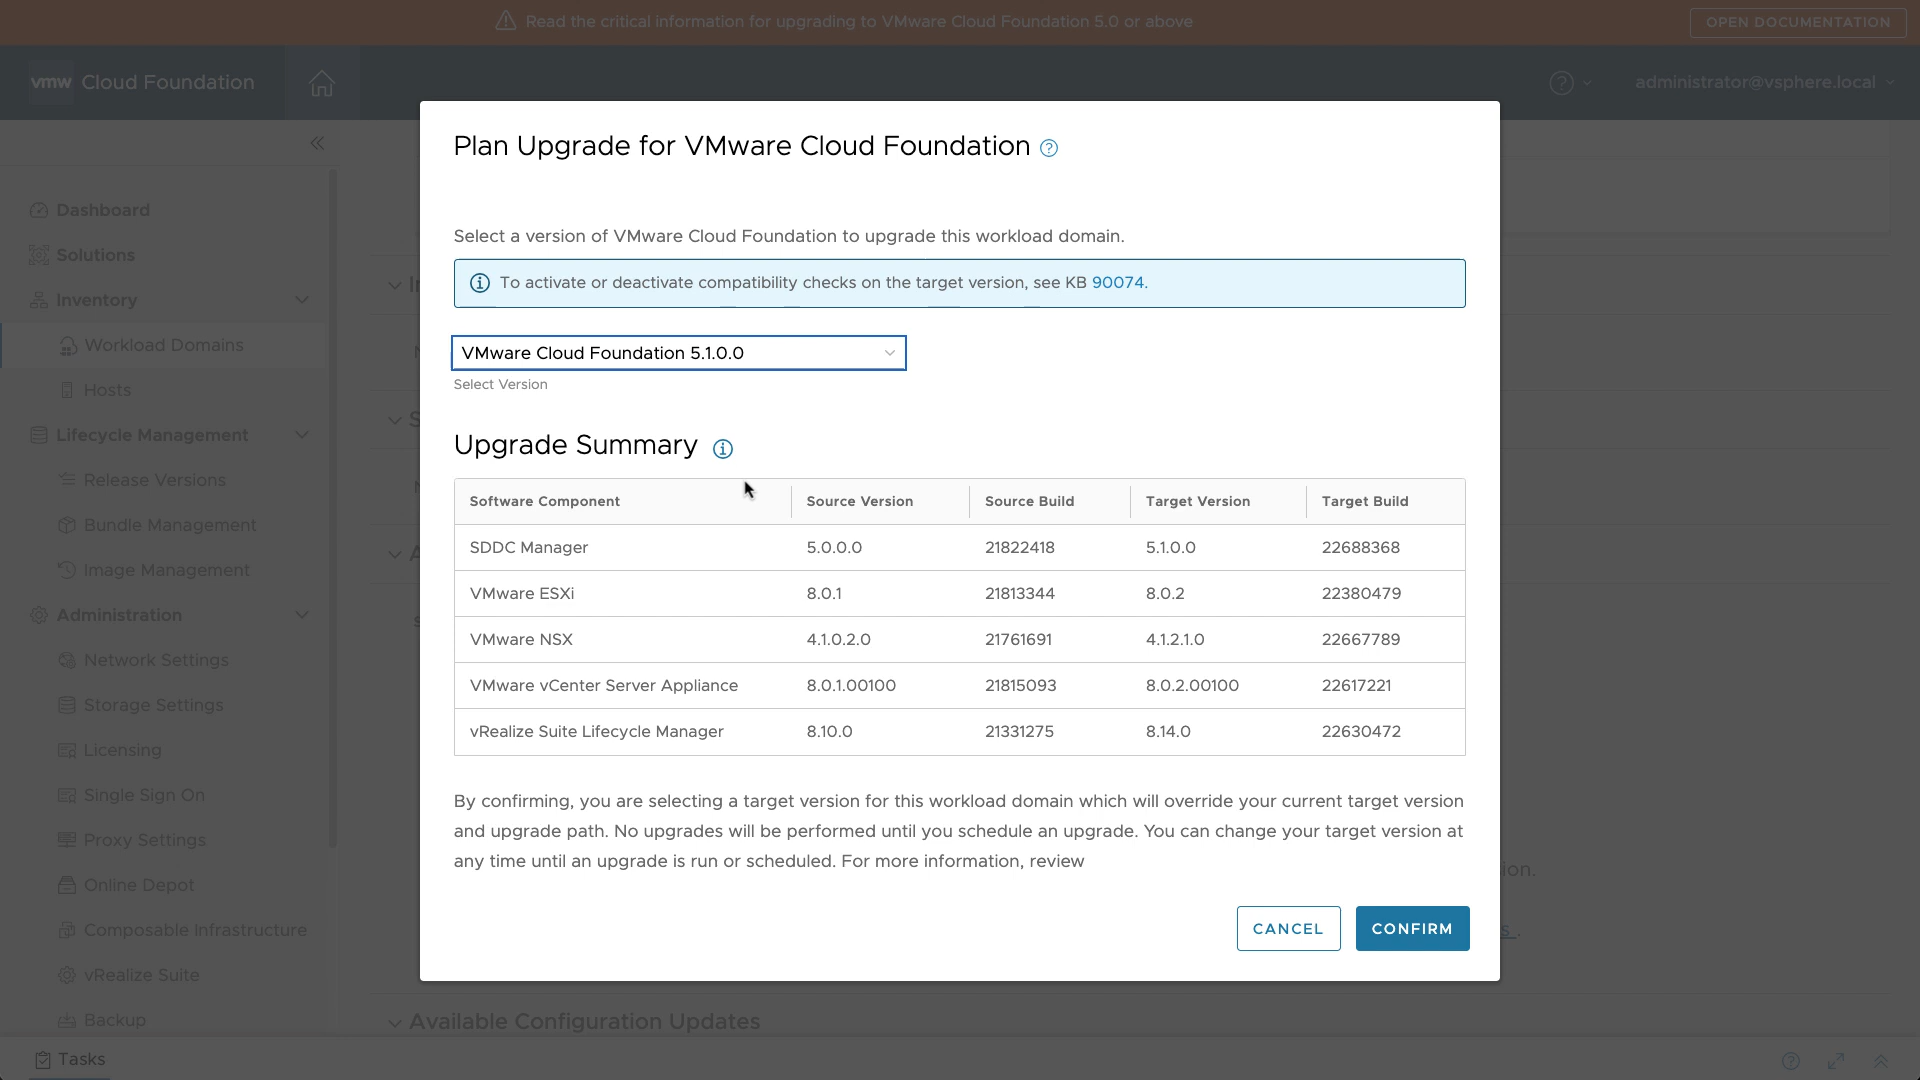 Read the critical information for upgrading to VMware Cloud Foundation 5.0 or above
OPEN DOCUMENTATION
vmw Cloud Foundation
administrator@vsphere.local
Dashboard
Solutions
Inventory
Workload Domains
Hosts
Lifecycle Management
Release Versions
Bundle Management
Image Management
Administration
Network Settings
Storage Settings
Licensing
Single Sign On
Proxy Settings
Online Depot
Composable Infrastructure
vRealize Suite
Backup
Plan Upgrade for VMware Cloud Foundation
Select a version of VMware Cloud Foundation to upgrade this workload domain.
To activate or deactivate compatibility checks on the target version, see KB 90074.
VMware Cloud Foundation 5.1.0.0
Select Version
Upgrade Summary
Software Component Source Version Source Build Target Version Target Build
SDDC Manager 5.0.0.0 21822418 5.1.0.0 22688368
VMware ESXi 8.0.1 21813344 8.0.2 22380479
VMware NSX 4.1.0.2.0 21761691 4.1.2.1.0 22667789
VMware vCenter Server Appliance 8.0.1.00100 21815093 8.0.2.00100 22617221
vRealize Suite Lifecycle Manager 8.10.0 21331275 8.14.0 22630472
By confirming, you are selecting a target version for this workload domain which will override your current target version
and upgrade path. No upgrades will be performed until you schedule an upgrade. You can change your target version at
any time until an upgrade is run or scheduled. For more information, review
CANCEL
CONFIRM
Available Configuration Updates
Tasks